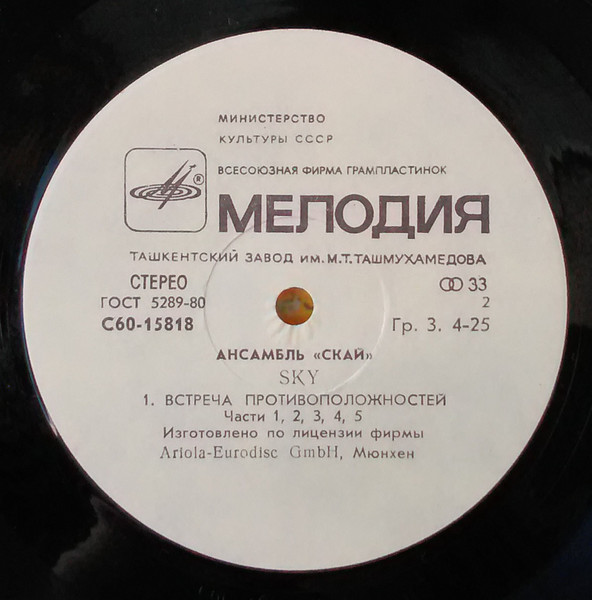 МИНИСТЕРСТВО
КУЛЬТУРЫ СССР
ВСЕСОЮЗНАЯ ФИРМА ГРАМПЛАСТИНОК
®
МЕЛОДИЯ
ТАШКЕНТСКИЙ ЗАВОД ИМ. М.Т. ТАШМУХАМЕДОВА
СТЕРЕО 33
ГОСТ 5289-80 2
С60-15818 Гр. 3. 4-25
АНСАМБЛЬ «СКАЙ»
SKY
1. ВСТРЕЧА ПРОТИВОПОЛОЖНОСТЕЙ
Части 1, 2, 3, 4, 5
Изготовлено по лицензии фирмы
Ariola-Eurodisc GmbH, Мюнхен